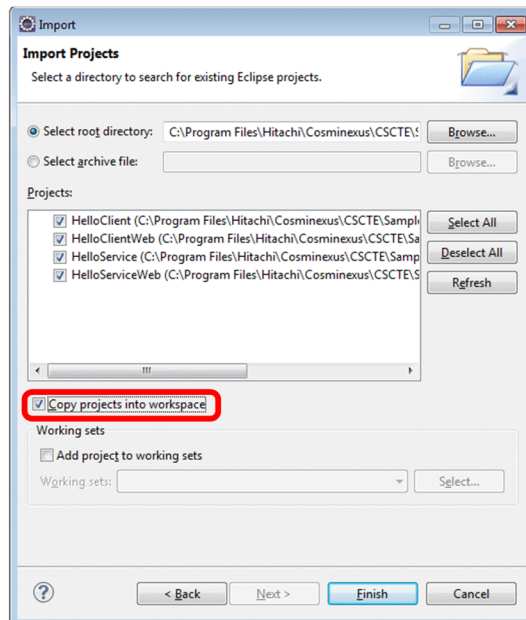 Import
Import Projects
Select a directory to search for existing Eclipse projects.
Select root directory: C:\Program Files\Hitachi\Cosminexus\CSCTE\S Browse...
Select archive file: Browse...
Projects:
HelloClient (C:\Program Files\Hitachi\Cosminexus\CSCTE\Sampl Select All
HelloClientWeb (C:\Program Files\Hitachi\Cosminexus\CSCTE\Sa
HelloService (C:\Program Files\Hitachi\Cosminexus\CSCTE\Samp Deselect All
HelloServiceWeb (C:\Program Files\Hitachi\Cosminexus\CSCTE\S Refresh
Copy projects into workspace
Working sets
Add project to working sets
Working sets: Select...
? < Back Next > Finish Cancel